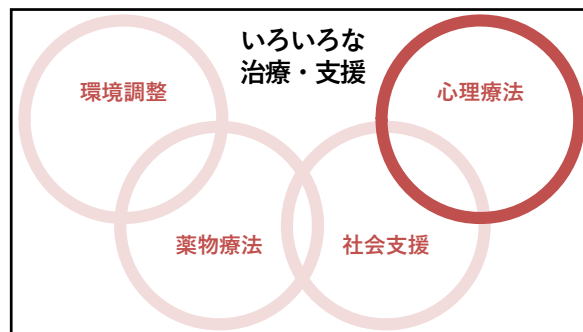 いろいろな
治療・支援
環境調整
心理療法
薬物療法
社会支援